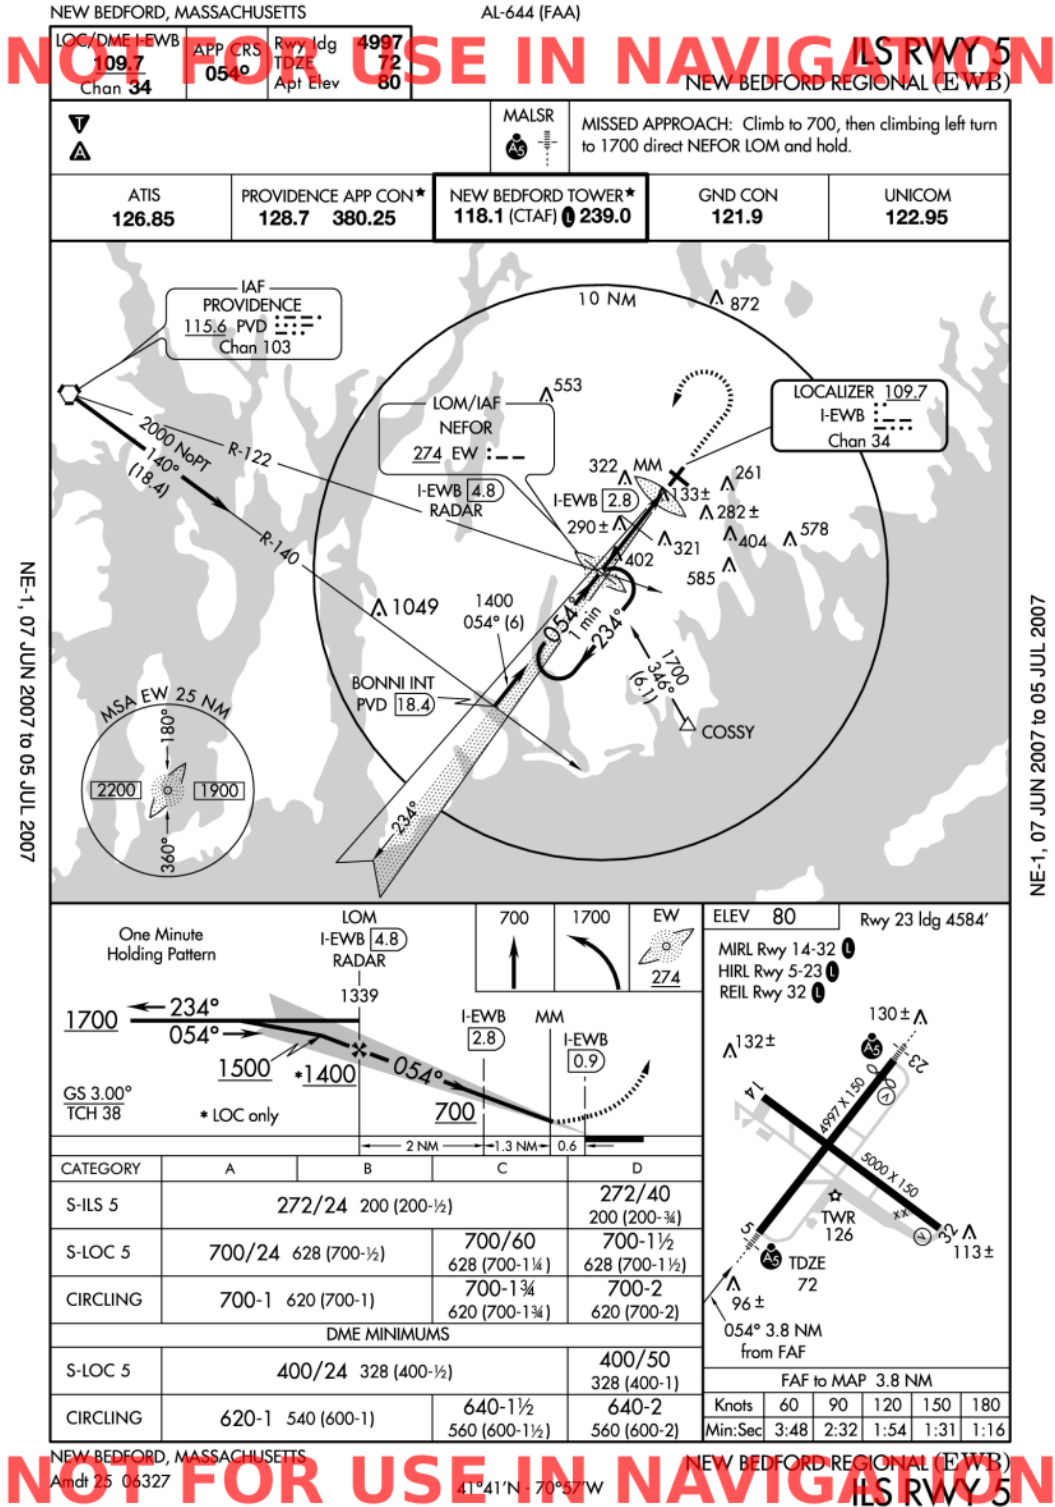 NEW BEDFORD, MASSACHUSETTS
AL-644 (FAA)
NOT FOR USE IN NAVIGATION
LOC/DME I-EWB
109.7
Chan 34
APP CRS
054°
Rwy ldg 4997
TDZE 72
Apt Elev 80
ILS RWY 5
NEW BEDFORD REGIONAL (EWB)
T
A
MALSR
A5
MISSED APPROACH: Climb to 700, then climbing left turn
to 1700 direct NEFOR LOM and hold.
ATIS
126.85
PROVIDENCE APP CON★
128.7 380.25
NEW BEDFORD TOWER★
118.1 (CTAF) L 239.0
GND CON
121.9
UNICOM
122.95
IAF
PROVIDENCE
115.6 PVD
Chan 103
10 NM
872
553
LOM/IAF
NEFOR
274 EW
LOCALIZER 109.7
I-EWB
Chan 34
2000 NoPT
140°
(18.4)
R-122
R-140
I-EWB 4.8
RADAR
322
MM
I-EWB 2.8
133±
261
282±
290±
402
321
404
578
585
1049
1400
054° (6)
054°
1 min
234°
1700
346°
(6.1)
COSSY
BONNI INT
PVD 18.4
234°
MSA EW 25 NM
180°
2200
1900
360°
NE-1, 07 JUN 2007 to 05 JUL 2007
NE-1, 07 JUN 2007 to 05 JUL 2007
One Minute
Holding Pattern
LOM
I-EWB 4.8
RADAR
1339
700
1700
EW
274
234°
1700
054°
1500
*1400
054°
I-EWB
2.8
MM
I-EWB
0.9
GS 3.00°
TCH 38
* LOC only
700
2 NM
1.3 NM
0.6
ELEV 80
Rwy 23 ldg 4584'
MIRL Rwy 14-32 L
HIRL Rwy 5-23 L
REIL Rwy 32 L
130±
A5
132±
23
14
V
4997 X 150
5000 X 150
TWR
126
XX
V
32
113±
5
A5
TDZE
72
96±
054° 3.8 NM
from FAF
CATEGORY A B C D
S-ILS 5 272/24 200 (200-½) 272/40 200 (200-¾)
S-LOC 5 700/24 628 (700-½) 700/60 628 (700-1¼) 700-1½ 628 (700-1½)
CIRCLING 700-1 620 (700-1) 700-1¾ 620 (700-1¾) 700-2 620 (700-2)
DME MINIMUMS
S-LOC 5 400/24 328 (400-½) 400/50 328 (400-1)
CIRCLING 620-1 540 (600-1) 640-1½ 560 (600-1½) 640-2 560 (600-2)
FAF to MAP 3.8 NM
Knots 60 90 120 150 180
Min:Sec 3:48 2:32 1:54 1:31 1:16
NEW BEDFORD, MASSACHUSETTS
Amdt 25 06327
41°41'N - 70°57'W
NEW BEDFORD REGIONAL (EWB)
ILS RWY 5
NOT FOR USE IN NAVIGATION